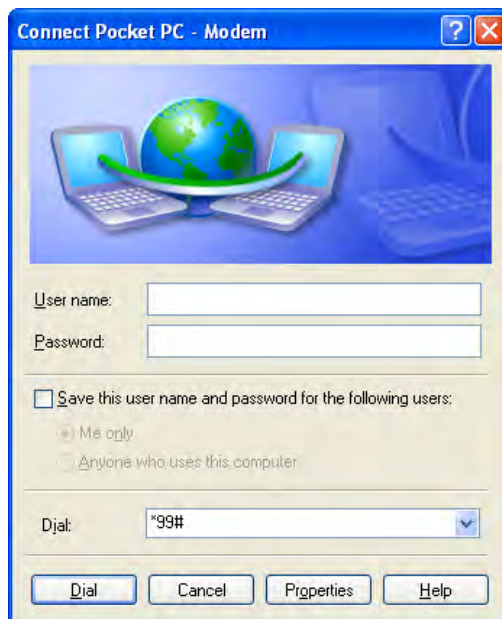 Connect Pocket PC - Modem
User name:
Password:
Save this user name and password for the following users:
Me only
Anyone who uses this computer
Dial:
*99#
Dial Cancel Properties Help